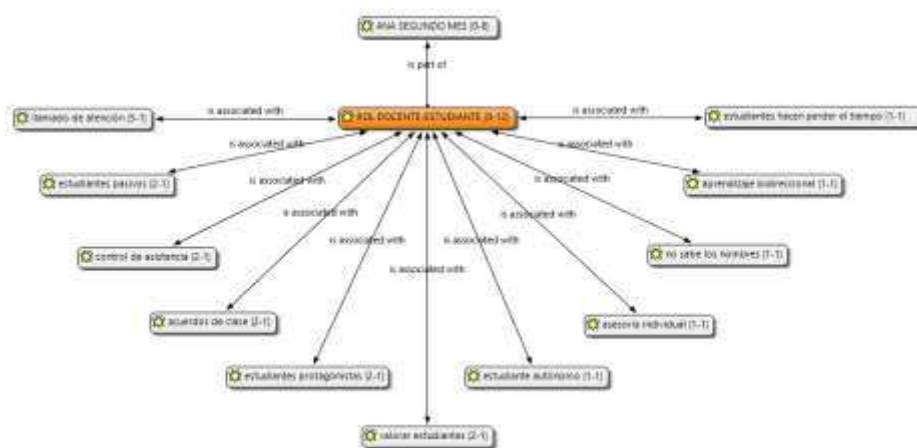 ANA SEGUNDO MES {0-8}
is part of
llamado de atención {5-1}
is associated with
ROL DOCENTE-ESTUDIANTE {0-12}
is associated with
estudiantes hacen perder el tiempo {1-1}
is associated with
is associated with
estudiantes pasivos {2-1}
aprendizaje bidireccional {1-1}
is associated with
is associated with
is associated with
is associated with
is associated with
is associated with
control de asistencia {2-1}
no sabe los nombres {1-1}
is associated with
acuerdos de clase {2-1}
asesoría individual {1-1}
estudiantes protagonistas {2-1}
estudiante autónomo {1-1}
valorar estudiantes {2-1}